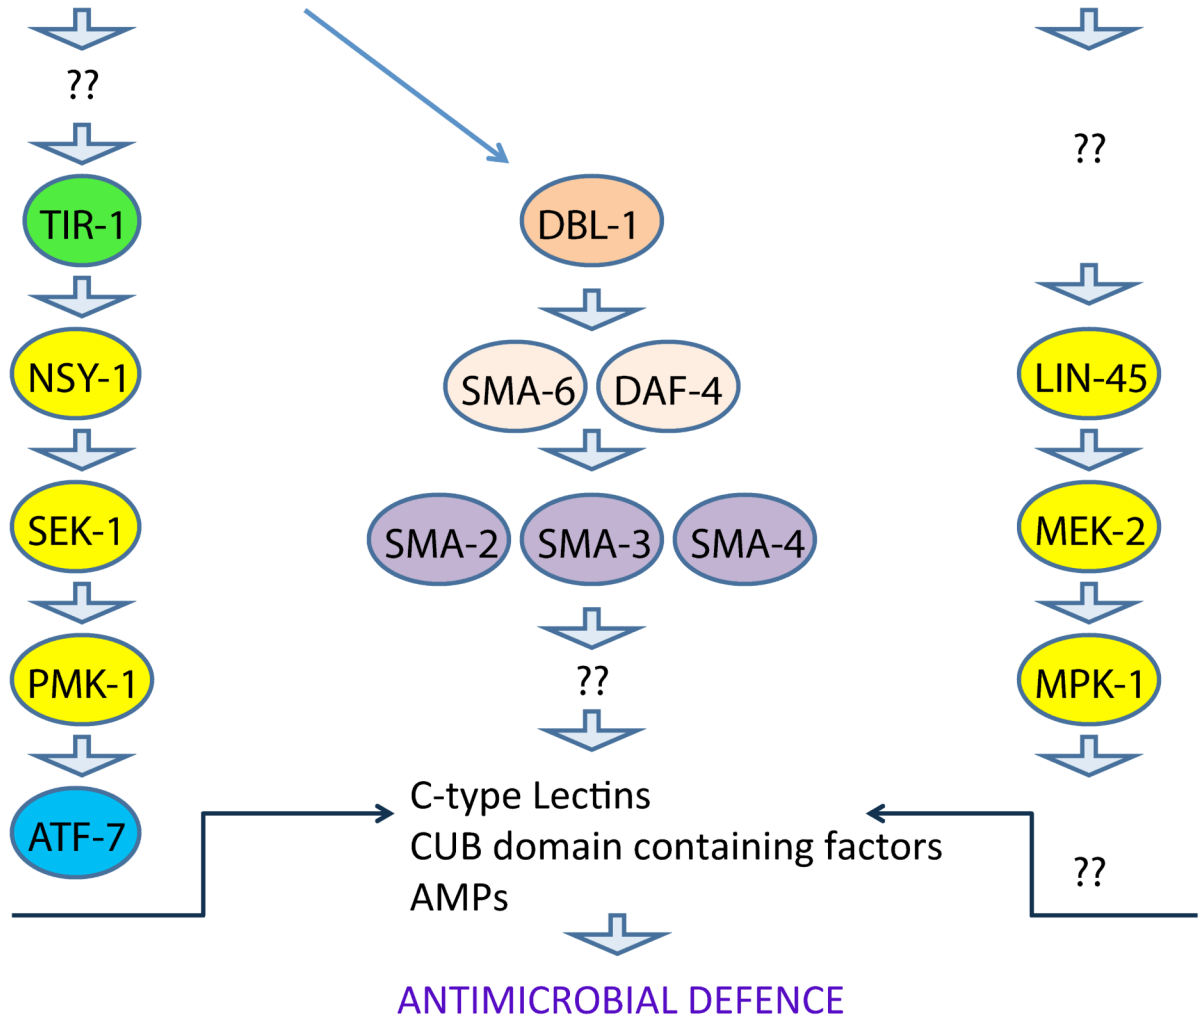 ??
TIR-1
NSY-1
SEK-1
PMK-1
ATF-7
DBL-1
SMA-6 DAF-4
SMA-2 SMA-3 SMA-4
??
C-type Lectins
CUB domain containing factors
AMPs
ANTIMICROBIAL DEFENCE
??
LIN-45
MEK-2
MPK-1
??